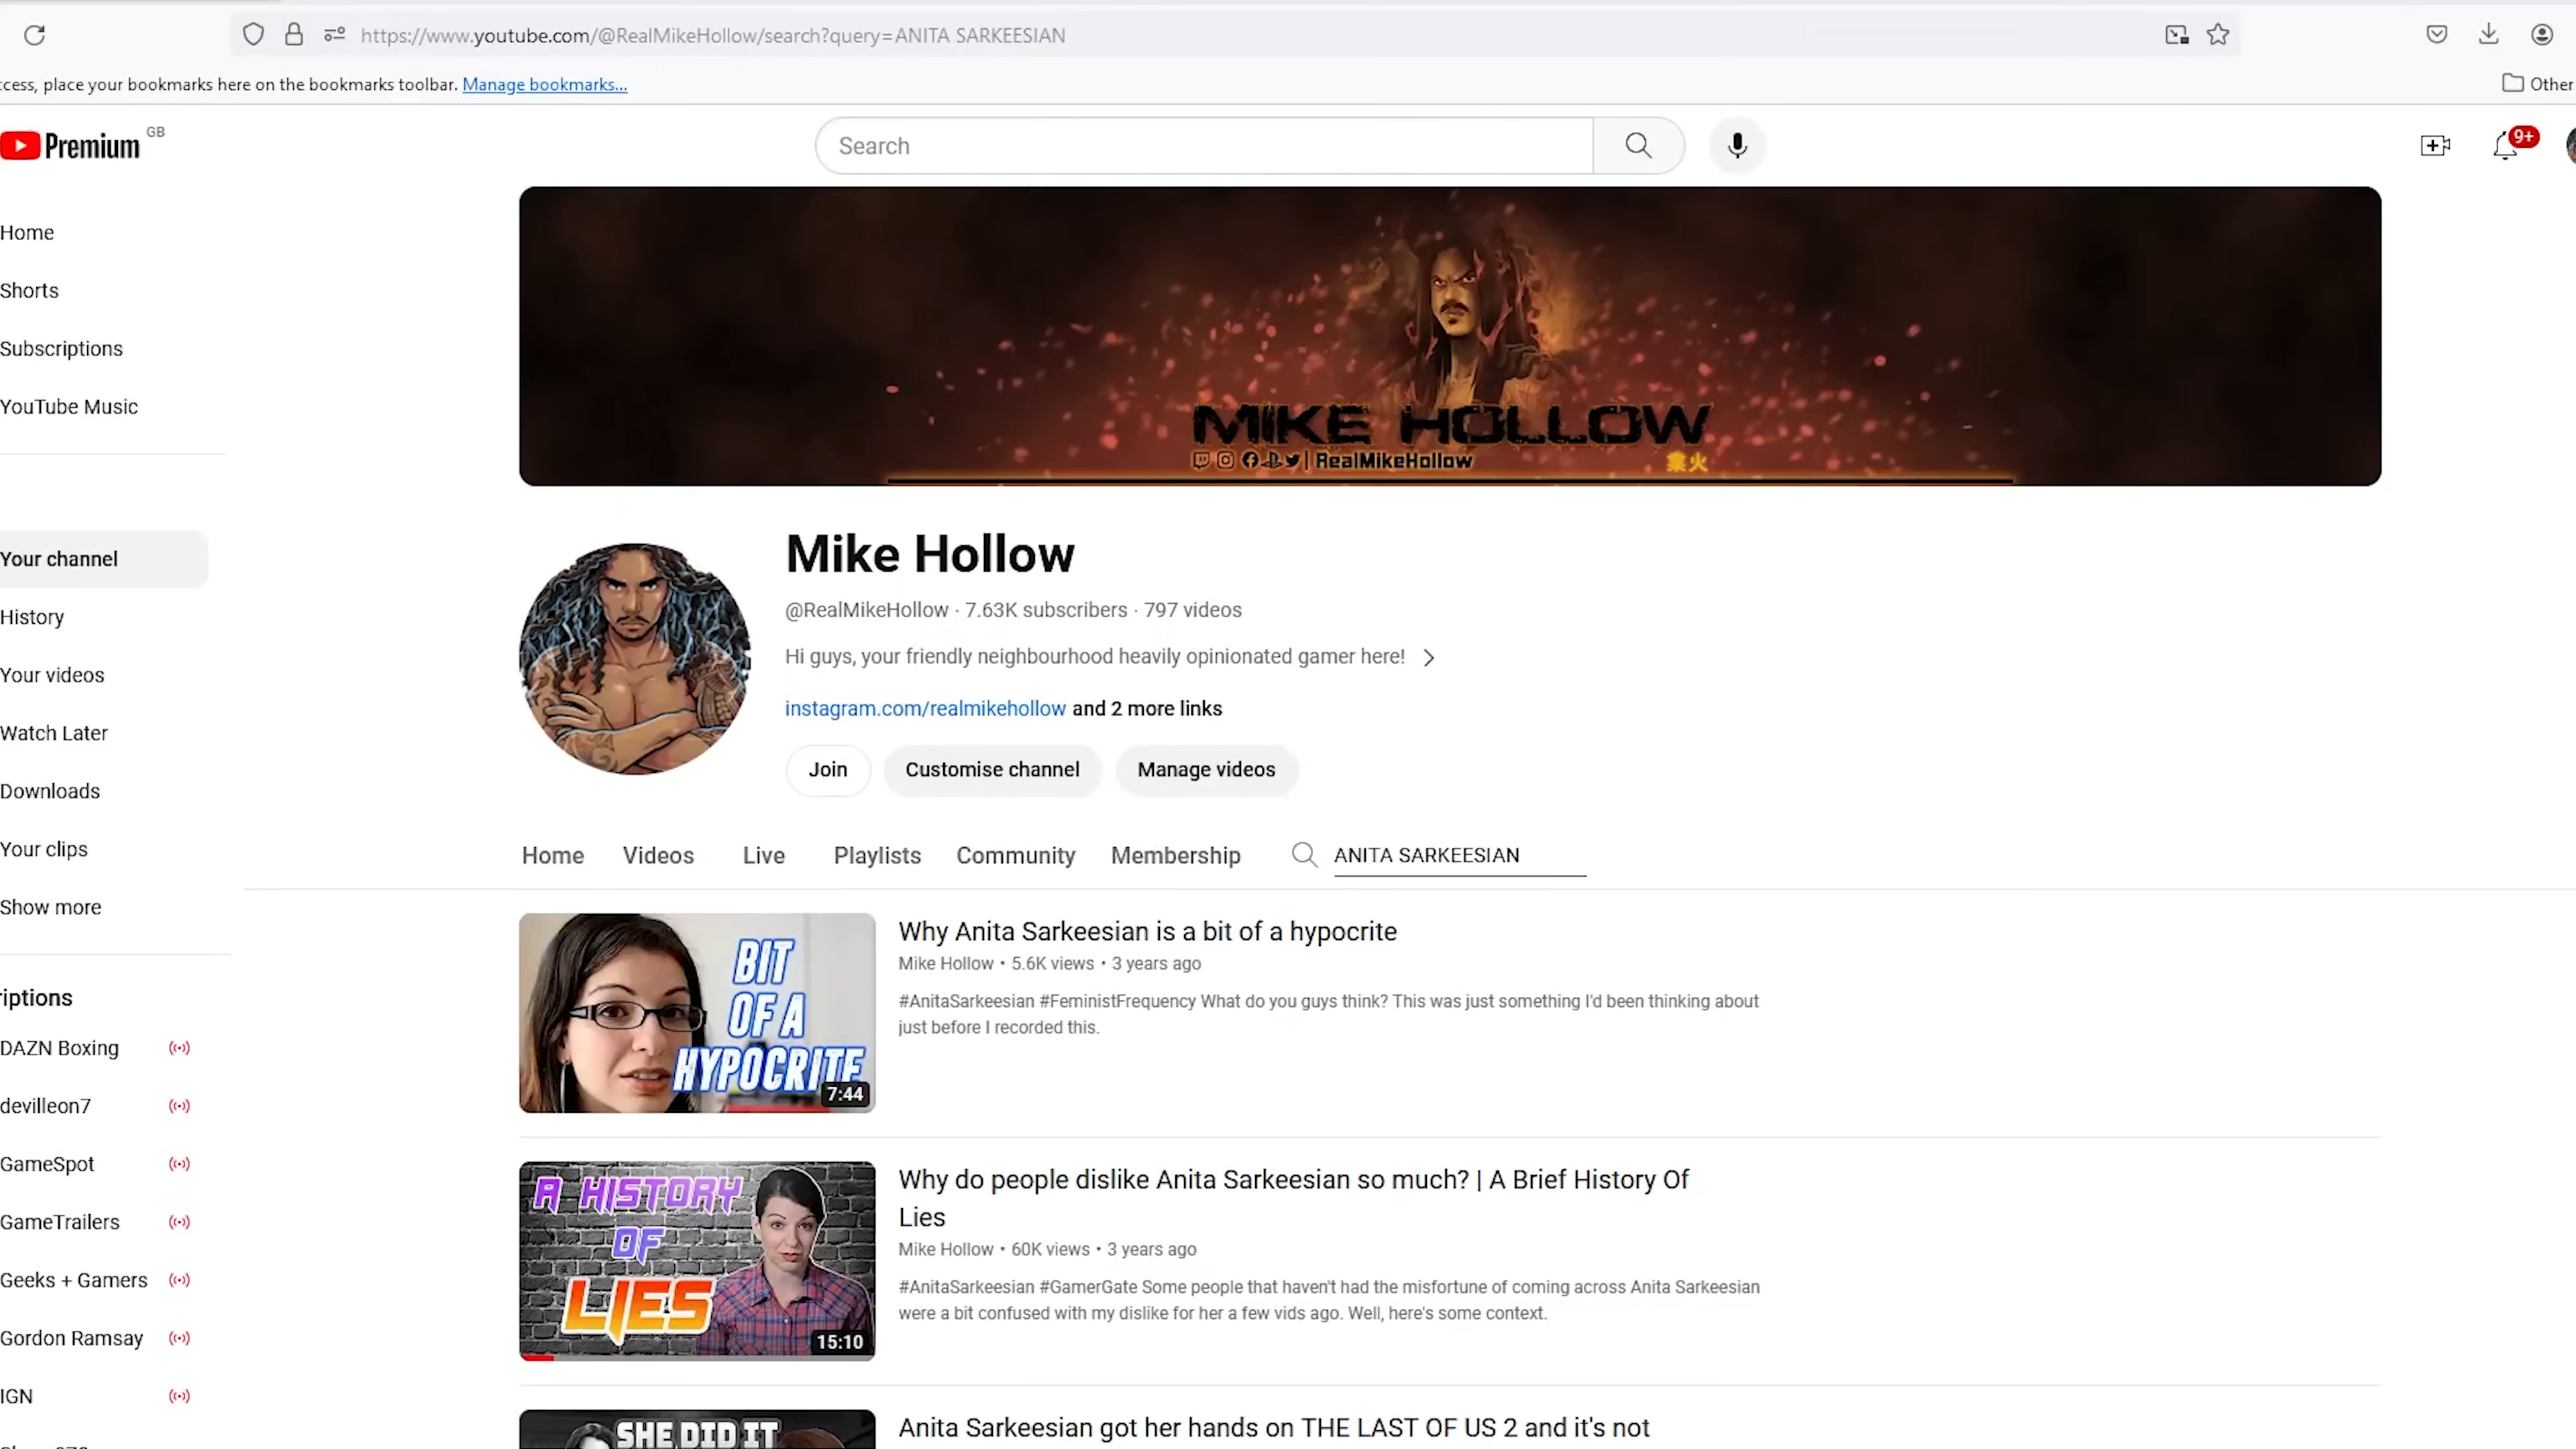 https://www.youtube.com/@RealMikeHollow/search?query=ANITA SARKEESIAN
place your bookmarks here on the bookmarks toolbar. Manage bookmarks...
Other
Premium GB
Search
9+
Home
Shorts
Subscriptions
YouTube Music
MIKE HOLLOW
| RealMikeHollow
業火
Your channel
History
Your videos
Watch Later
Downloads
Your clips
Show more
Mike Hollow
@RealMikeHollow · 7.63K subscribers · 797 videos
Hi guys, your friendly neighbourhood heavily opinionated gamer here!
instagram.com/realmikehollow and 2 more links
Join Customise channel Manage videos
Home Videos Live Playlists Community Membership ANITA SARKEESIAN
DAZN Boxing
devilleon7
GameSpot
GameTrailers
Geeks + Gamers
Gordon Ramsay
IGN
BIT
OF A
HYPOCRITE
7:44
Why Anita Sarkeesian is a bit of a hypocrite
Mike Hollow • 5.6K views • 3 years ago
#AnitaSarkeesian #FeministFrequency What do you guys think? This was just something I'd been thinking about
just before I recorded this.
A HISTORY
OF
LIES
15:10
Why do people dislike Anita Sarkeesian so much? | A Brief History Of
Lies
Mike Hollow • 60K views • 3 years ago
#AnitaSarkeesian #GamerGate Some people that haven't had the misfortune of coming across Anita Sarkeesian
were a bit confused with my dislike for her a few vids ago. Well, here's some context.
SHE DID IT
Anita Sarkeesian got her hands on THE LAST OF US 2 and it's not